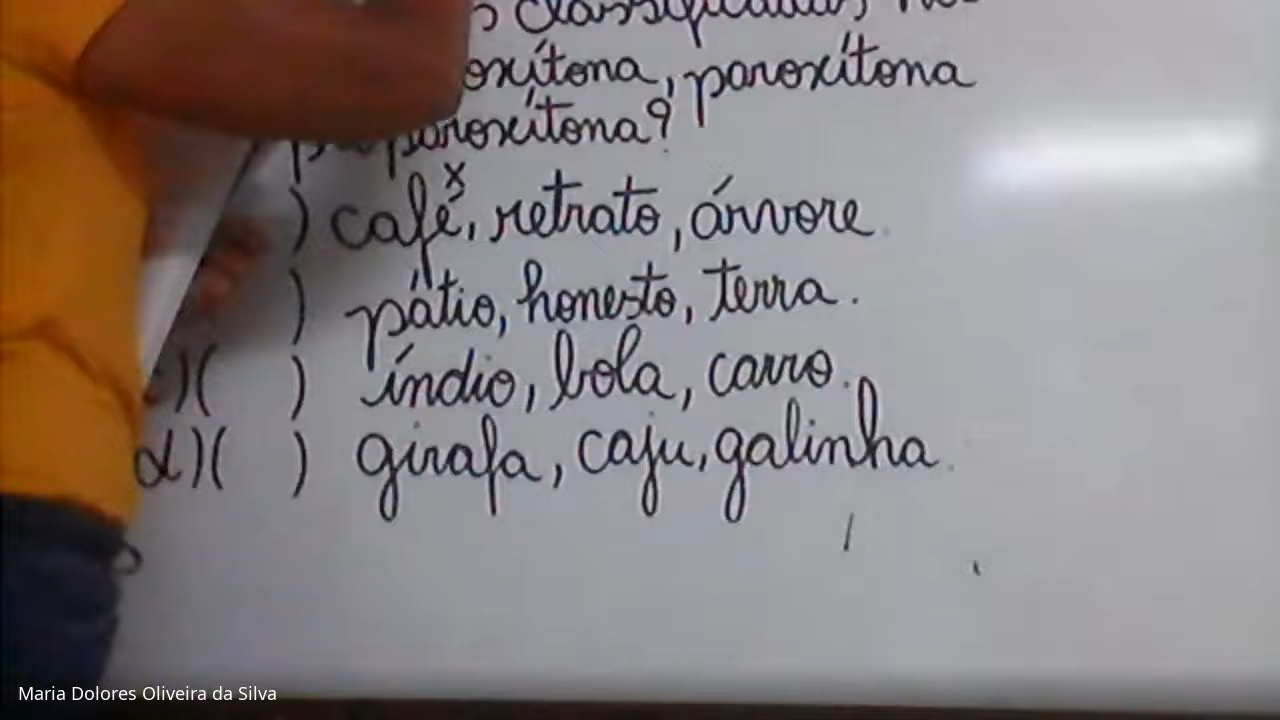 classificadas
oxítona, paroxítona
proparoxítona?
) café, retrato, árvore.
) pátio, honesto, terra.
)( ) índio, bola, carro.
d)( ) girafa, caju, galinha.
Maria Dolores Oliveira da Silva